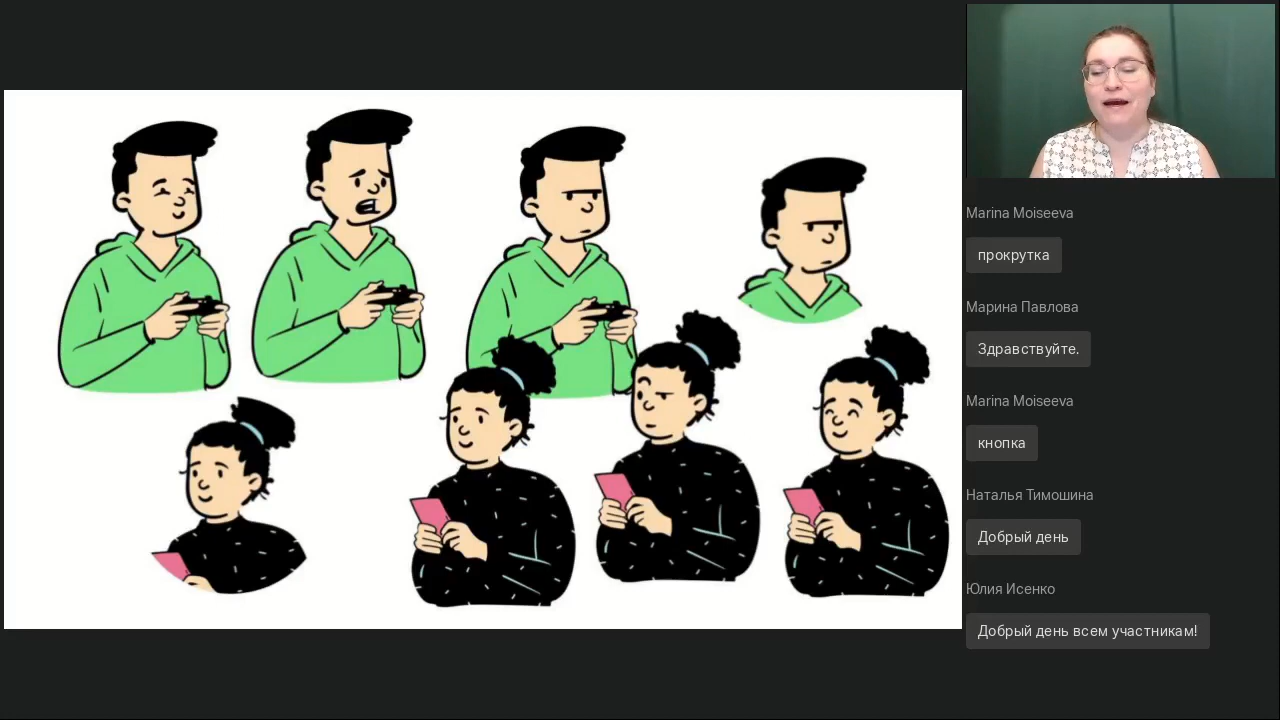 Marina Moiseeva
прокрутка
Марина Павлова
Здравствуйте.
Marina Moiseeva
кнопка
Наталья Тимошина
Добрый день
Юлия Исенко
Добрый день всем участникам!